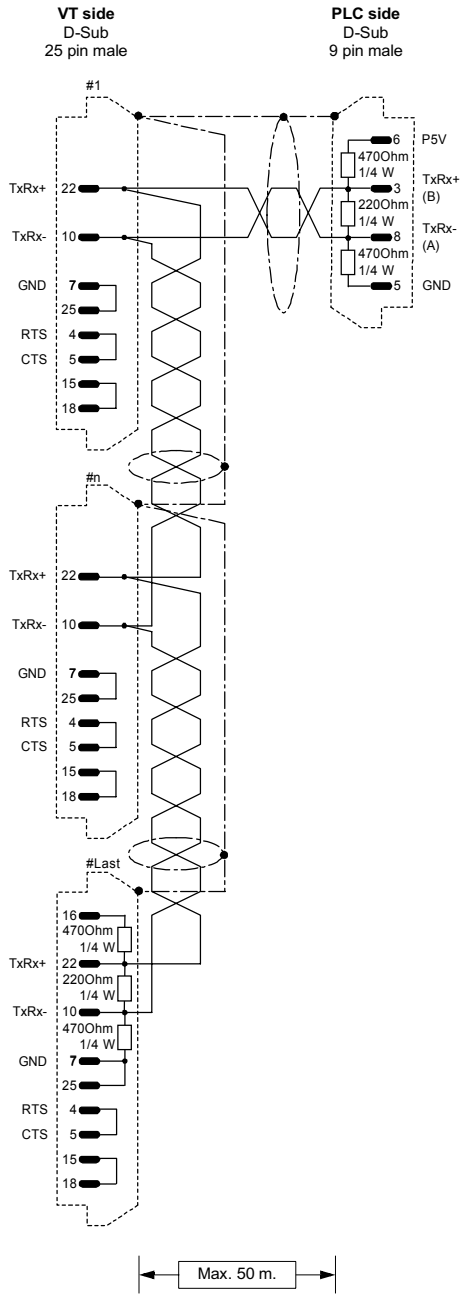 VT side
D-Sub
25 pin male
PLC side
D-Sub
9 pin male
#1
6 P5V
470Ohm
1/4 W
TxRx+ 22
3 TxRx+
(B)
220Ohm
1/4 W
TxRx- 10
8 TxRx-
(A)
470Ohm
1/4 W
GND 7
5 GND
25
RTS 4
CTS 5
15
18
#n
TxRx+ 22
TxRx- 10
GND 7
25
RTS 4
CTS 5
15
18
#Last
16
470Ohm
1/4 W
TxRx+ 22
220Ohm
1/4 W
TxRx- 10
470Ohm
1/4 W
GND 7
25
RTS 4
CTS 5
15
18
Max. 50 m.